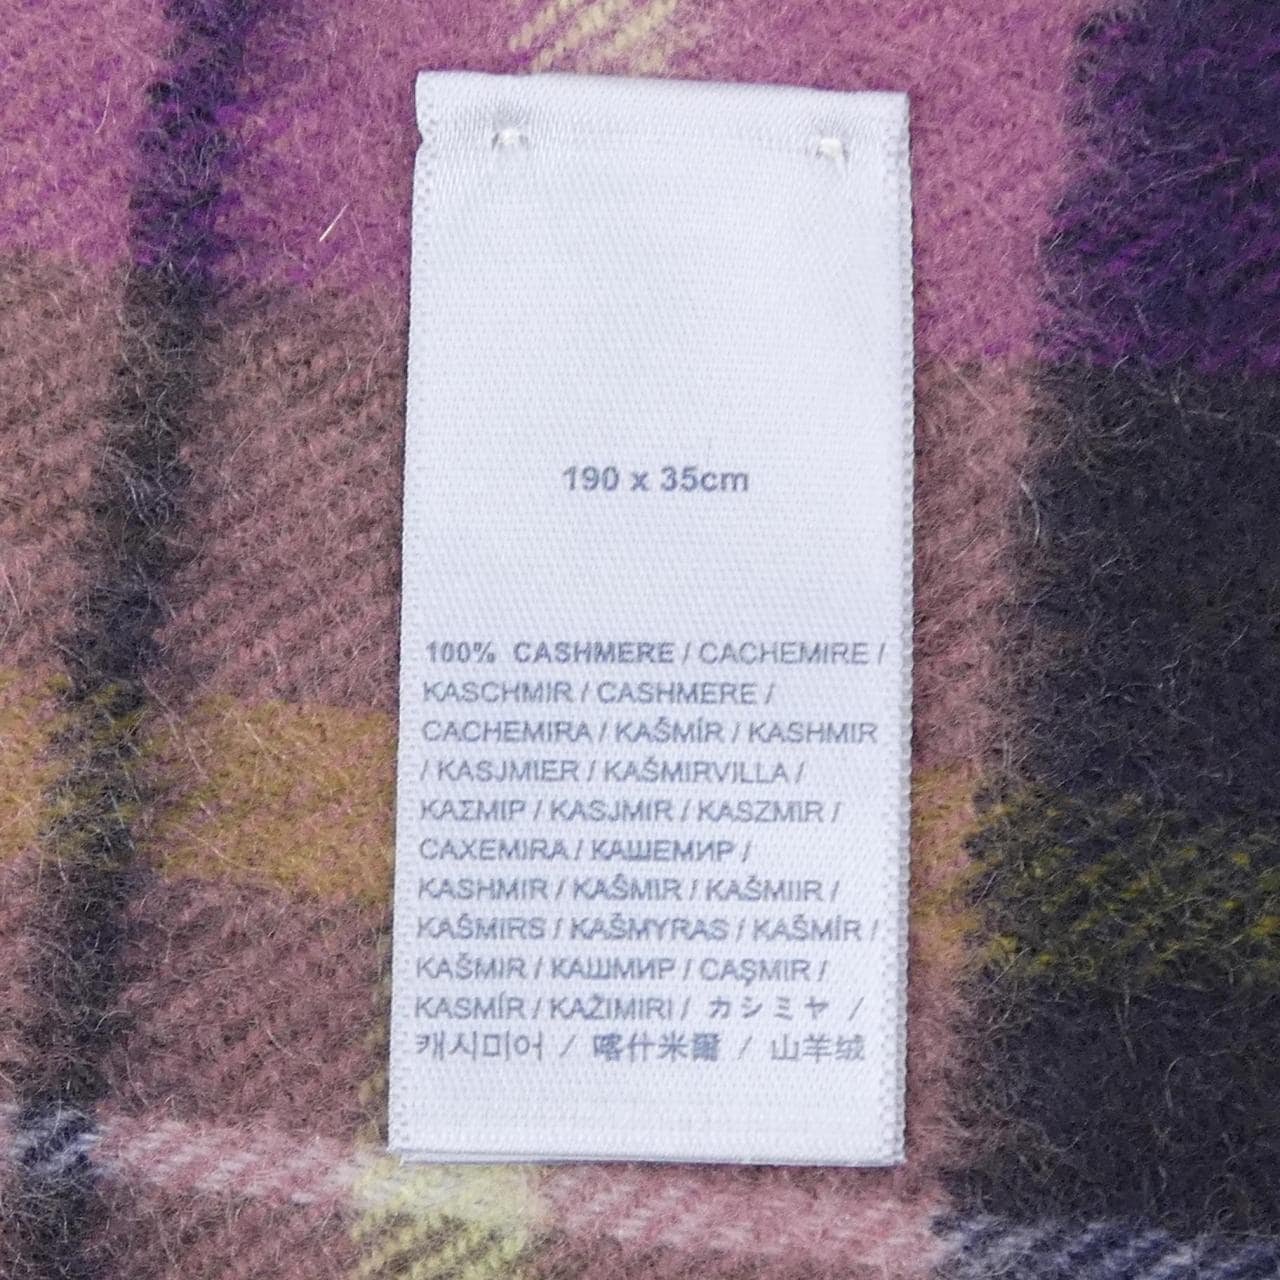 190 x 35cm
100% CASHMERE / CACHEMIRE /
KASCHMIR / CASHMERE /
CACHEMIRA / KAŠMÍR / KASHMIR
/ KASJMIER / KAŠMIRVILLA /
ΚΑΣΜΙΡ / KASJMIR / KASZMIR /
CAXEMIRA / КАШЕМИР /
KASHMIR / KAŠMIR / KAŠMIIR /
KAŠMIRS / KAŠMYRAS / KAŠMÍR /
KAŠMIR / КАШМИР / CAŞMIR /
KASMÍR / KAŽIMIRI / カシミヤ /
캐시미어 / 喀什米爾 / 山羊绒